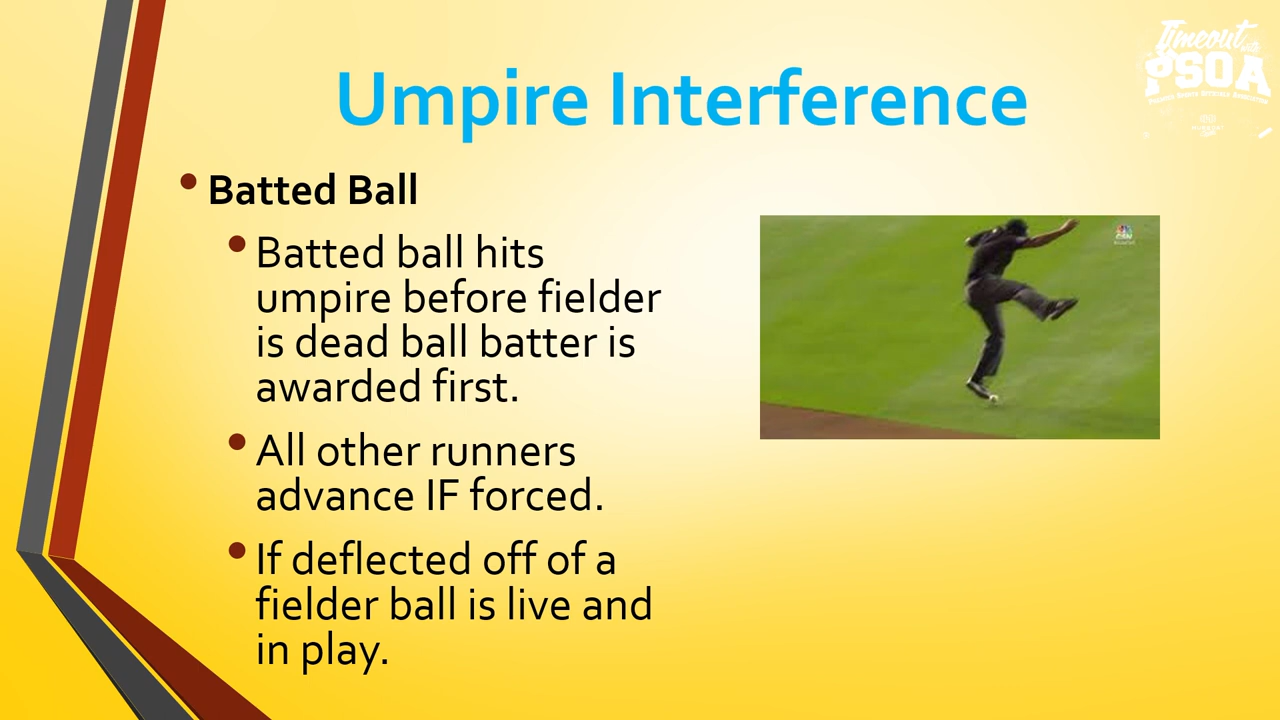 Timeout with
PSOA
Umpire Interference
Batted Ball
Batted ball hits
umpire before fielder
is dead ball batter is
awarded first.
All other runners
advance IF forced.
If deflected off of a
fielder ball is live and
in play.